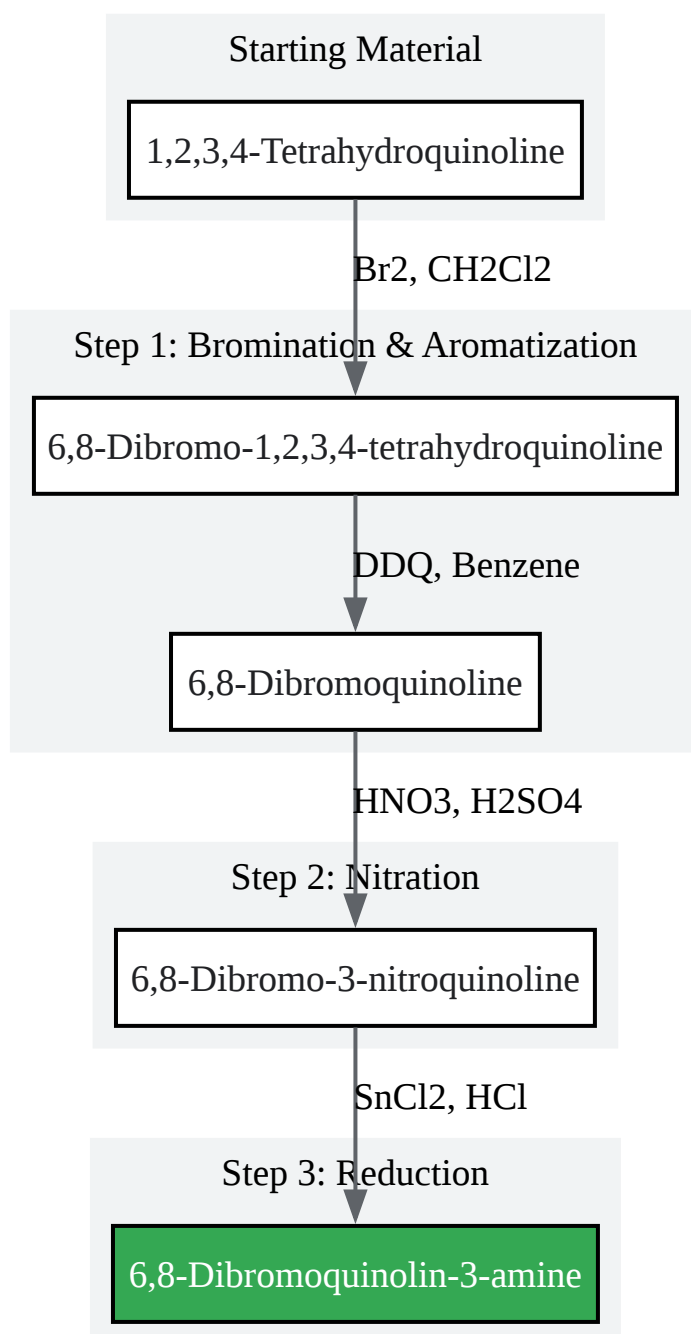 Starting Material
1,2,3,4-Tetrahydroquinoline
Br2, CH2Cl2
Step 1: Bromination & Aromatization
6,8-Dibromo-1,2,3,4-tetrahydroquinoline
DDQ, Benzene
6,8-Dibromoquinoline
HNO3, H2SO4
Step 2: Nitration
6,8-Dibromo-3-nitroquinoline
SnCl2, HCl
Step 3: Reduction
6,8-Dibromoquinolin-3-amine